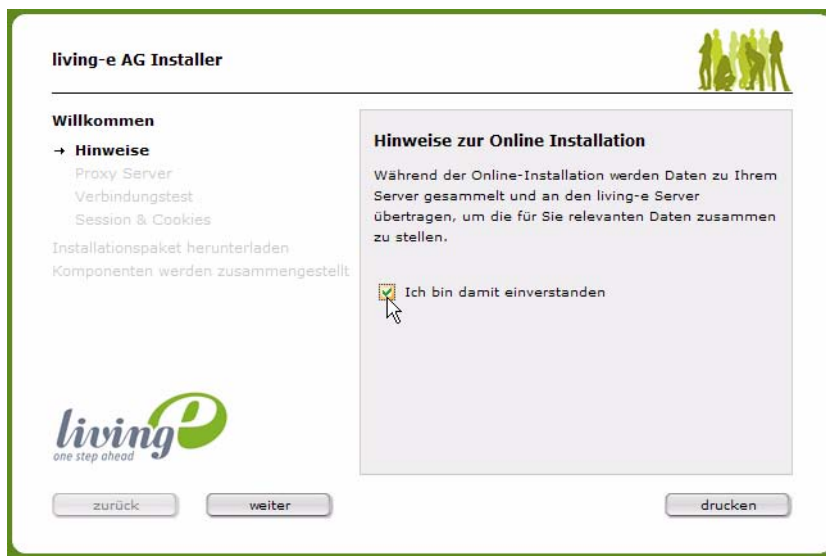 living-e AG Installer
Willkommen
→ Hinweise
Proxy Server
Verbindungstest
Session & Cookies
Installationspaket herunterladen
Komponenten werden zusammengestellt
Hinweise zur Online Installation
Während der Online-Installation werden Daten zu Ihrem
Server gesammelt und an den living-e Server
übertragen, um die für Sie relevanten Daten zusammen
zu stellen.
Ich bin damit einverstanden
living e
one step ahead
zurück
weiter
drucken